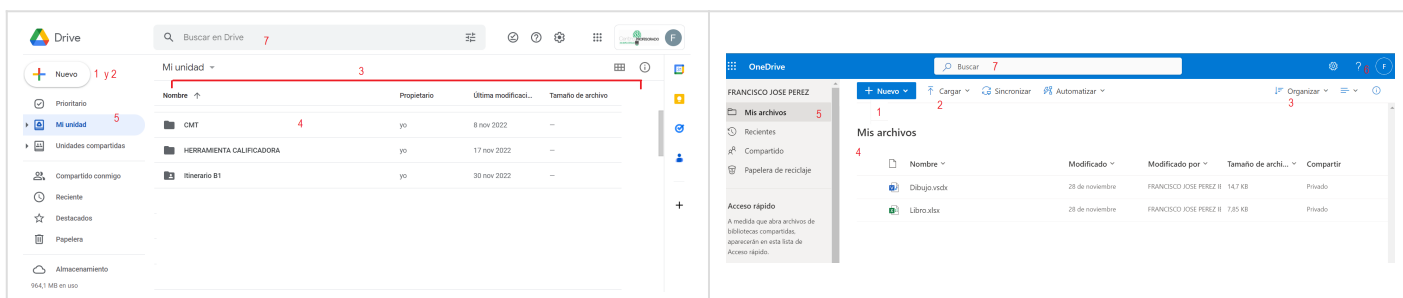 Drive
Buscar en Drive
7
F
Nuevo
1 y 2
Mi unidad
3
Nombre
Propietario
Última modificaci...
Tamaño de archivo
Prioritario
Mi unidad
5
Unidades compartidas
CMT
4
yo
8 nov 2022
–
HERRAMIENTA CALIFICADORA
yo
17 nov 2022
–
Itinerario B1
yo
30 nov 2022
–
Compartido conmigo
Reciente
Destacados
Papelera
Almacenamiento
964,1 MB en uso
OneDrive
Buscar
7
?
F
FRANCISCO JOSE PEREZ
Mis archivos
5
Recientes
Compartido
Papelera de reciclaje
Acceso rápido
A medida que abra archivos de
bibliotecas compartidas,
aparecerán en esta lista de
Acceso rápido.
Nuevo
Cargar
Sincronizar
Automatizar
Organizar
1
2
3
Mis archivos
4
Nombre
Modificado
Modificado por
Tamaño de archi...
Compartir
Dibujo.vsdx
28 de noviembre
FRANCISCO JOSE PEREZ
14,7 KB
Privado
Libro.xlsx
28 de noviembre
FRANCISCO JOSE PEREZ
7,85 KB
Privado